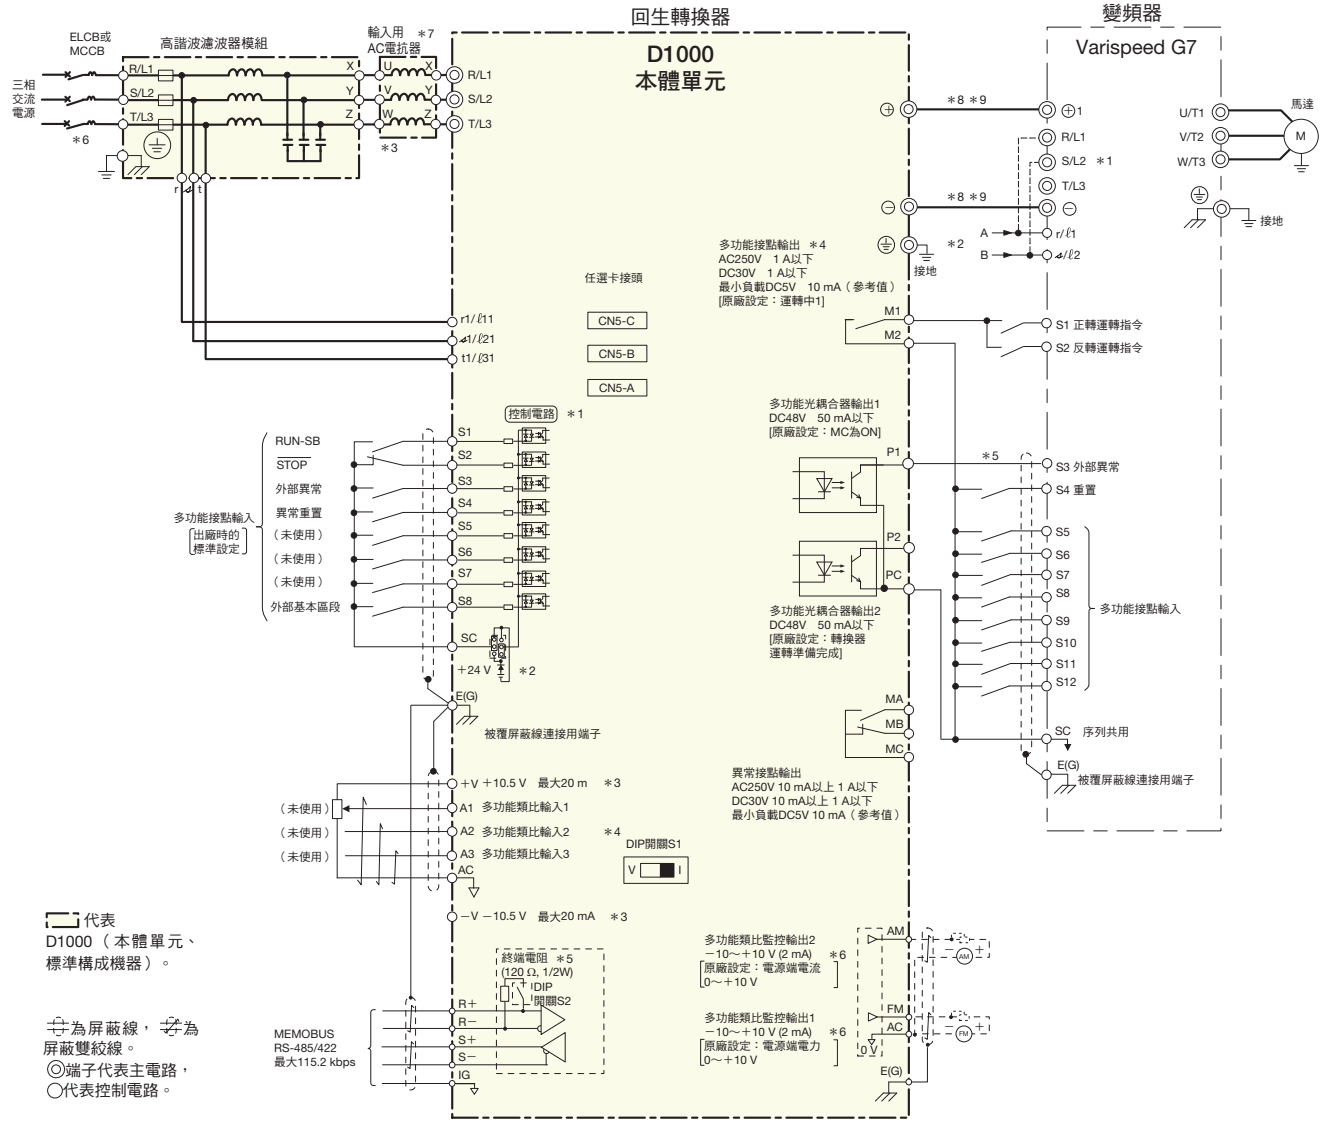 回生轉換器
變頻器
ELCB或
MCCB
高諧波濾波器模組
輸入用 ＊7
AC電抗器
D1000
本體單元
Varispeed G7
三相
交流
電源
R/L1
S/L2
T/L3
＊6
X
Y
Z
U X
V Y
W Z
＊3
R/L1
S/L2
T/L3
r ｓ t
⊕
＊8 ＊9
⊕1
R/L1
S/L2 ＊1
T/L3
⊖
＊8 ＊9
⊖
U/T1
V/T2
W/T3
馬達
M
接地
A
r/ℓ1
B
ｓ/ℓ2
接地
＊2
多功能接點輸出 ＊4
AC250V 1 A以下
DC30V 1 A以下
最小負載DC5V 10 mA（參考值）
[原廠設定：運轉中1]
任選卡接頭
CN5-C
CN5-B
CN5-A
r1/ℓ11
ｓ1/ℓ21
t1/ℓ31
M1
M2
S1 正轉運轉指令
S2 反轉運轉指令
控制電路 ＊1
多功能接點輸入
[出廠時的
標準設定]
RUN-SB
STOP
外部異常
異常重置
（未使用）
（未使用）
（未使用）
外部基本區段
S1
S2
S3
S4
S5
S6
S7
S8
SC
＋24 V ＊2
E(G)
被覆屏蔽線連接用端子
多功能光耦合器輸出1
DC48V 50 mA以下
[原廠設定：MC為ON]
P1
P2
PC
多功能光耦合器輸出2
DC48V 50 mA以下
[原廠設定：轉換器
運轉準備完成]
＊5
S3 外部異常
S4 重置
S5
S6
S7
S8
S9
S10
S11
S12
多功能接點輸入
SC 序列共用
E(G)
被覆屏蔽線連接用端子
MA
MB
MC
異常接點輸出
AC250V 10 mA以上 1 A以下
DC30V 10 mA以上 1 A以下
最小負載DC5V 10 mA（參考值）
＋V ＋10.5 V 最大20 m ＊3
（未使用）
A1 多功能類比輸入1
（未使用）
A2 多功能類比輸入2 ＊4
（未使用）
A3 多功能類比輸入3
AC
－V －10.5 V 最大20 mA ＊3
DIP開關S1
V I
終端電阻 ＊5
(120 Ω, 1/2W)
DIP
開關S2
MEMOBUS
RS-485/422
最大115.2 kbps
R＋
R－
S＋
S－
IG
多功能類比監控輸出2
－10～＋10 V (2 mA) ＊6
[原廠設定：電源端電流
0～＋10 V]
多功能類比監控輸出1
－10～＋10 V (2 mA) ＊6
[原廠設定：電源端電力
0～＋10 V]
AM
FM
AC
0 V
E(G)
－ AM ＋
－ FM ＋
代表
D1000（本體單元、
標準構成機器）。
為屏蔽線，為
屏蔽雙絞線。
◎端子代表主電路，
○代表控制電路。